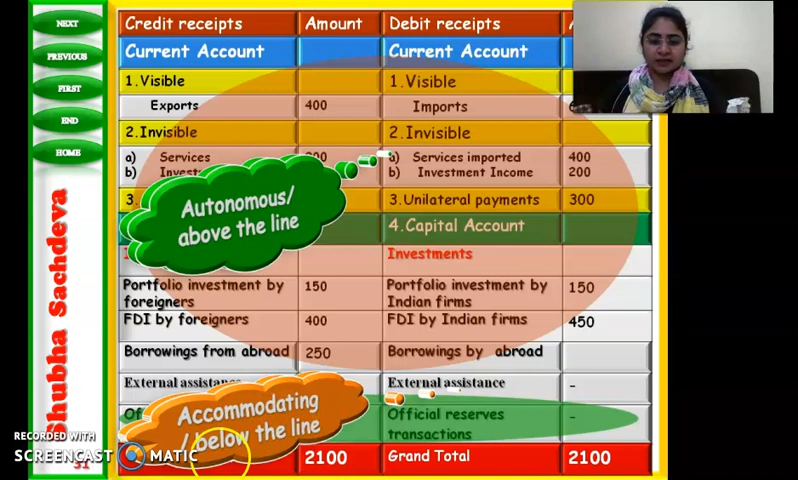 NEXT
PREVIOUS
FIRST
END
HOME
Shubha Sachdeva
RECORDED WITH
SCREENCAST MATIC
31
Credit receipts Amount Debit receipts
Current Account Current Account
1.Visible 1.Visible
Exports 400 Imports
2.Invisible 2.Invisible
a) Services a) Services imported 400
b) b) Investment Income 200
3. 3.Unilateral payments 300
Autonomous/
above the line
4.Capital Account
Investments
Portfolio investment by 150 Portfolio investment by 150
foreigners Indian firms
FDI by foreigners 400 FDI by Indian firms 450
Borrowings from abroad 250 Borrowings by abroad
External External assistance -
Accommodating
/below the line
Official reserves -
transactions
2100 Grand Total 2100